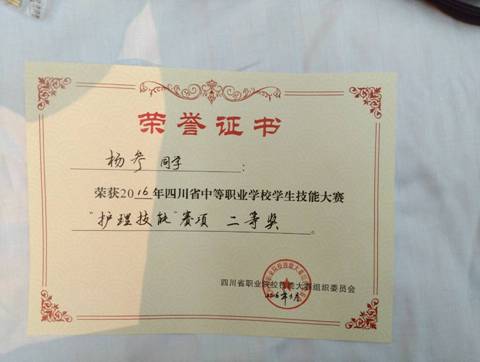 荣誉证书
杨参 同学 :
荣获2016年四川省中等职业学校学生技能大赛
"护理技能"赛项 二等奖 。
四川省职业院校技能大赛组织委员会